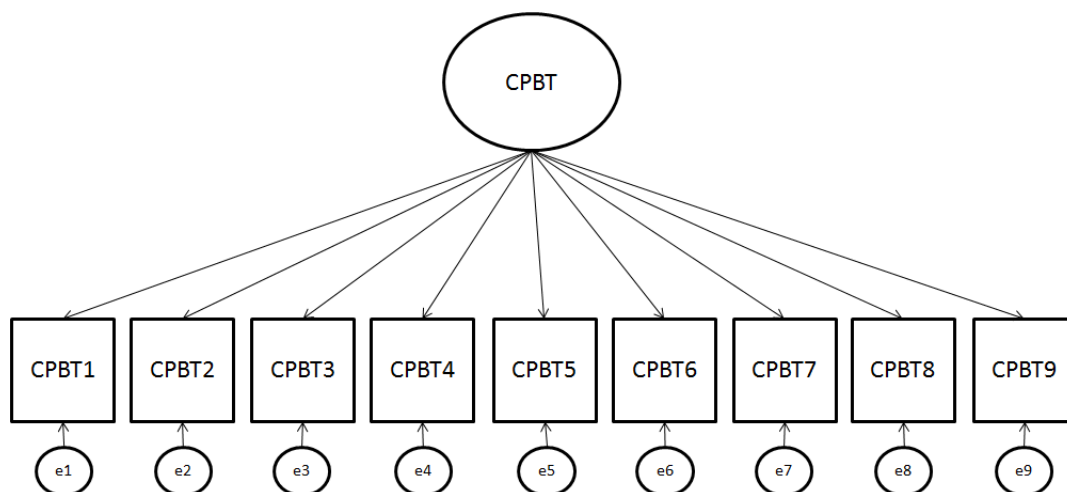 CPBT
CPBT1 CPBT2 CPBT3 CPBT4 CPBT5 CPBT6 CPBT7 CPBT8 CPBT9
e1 e2 e3 e4 e5 e6 e7 e8 e9